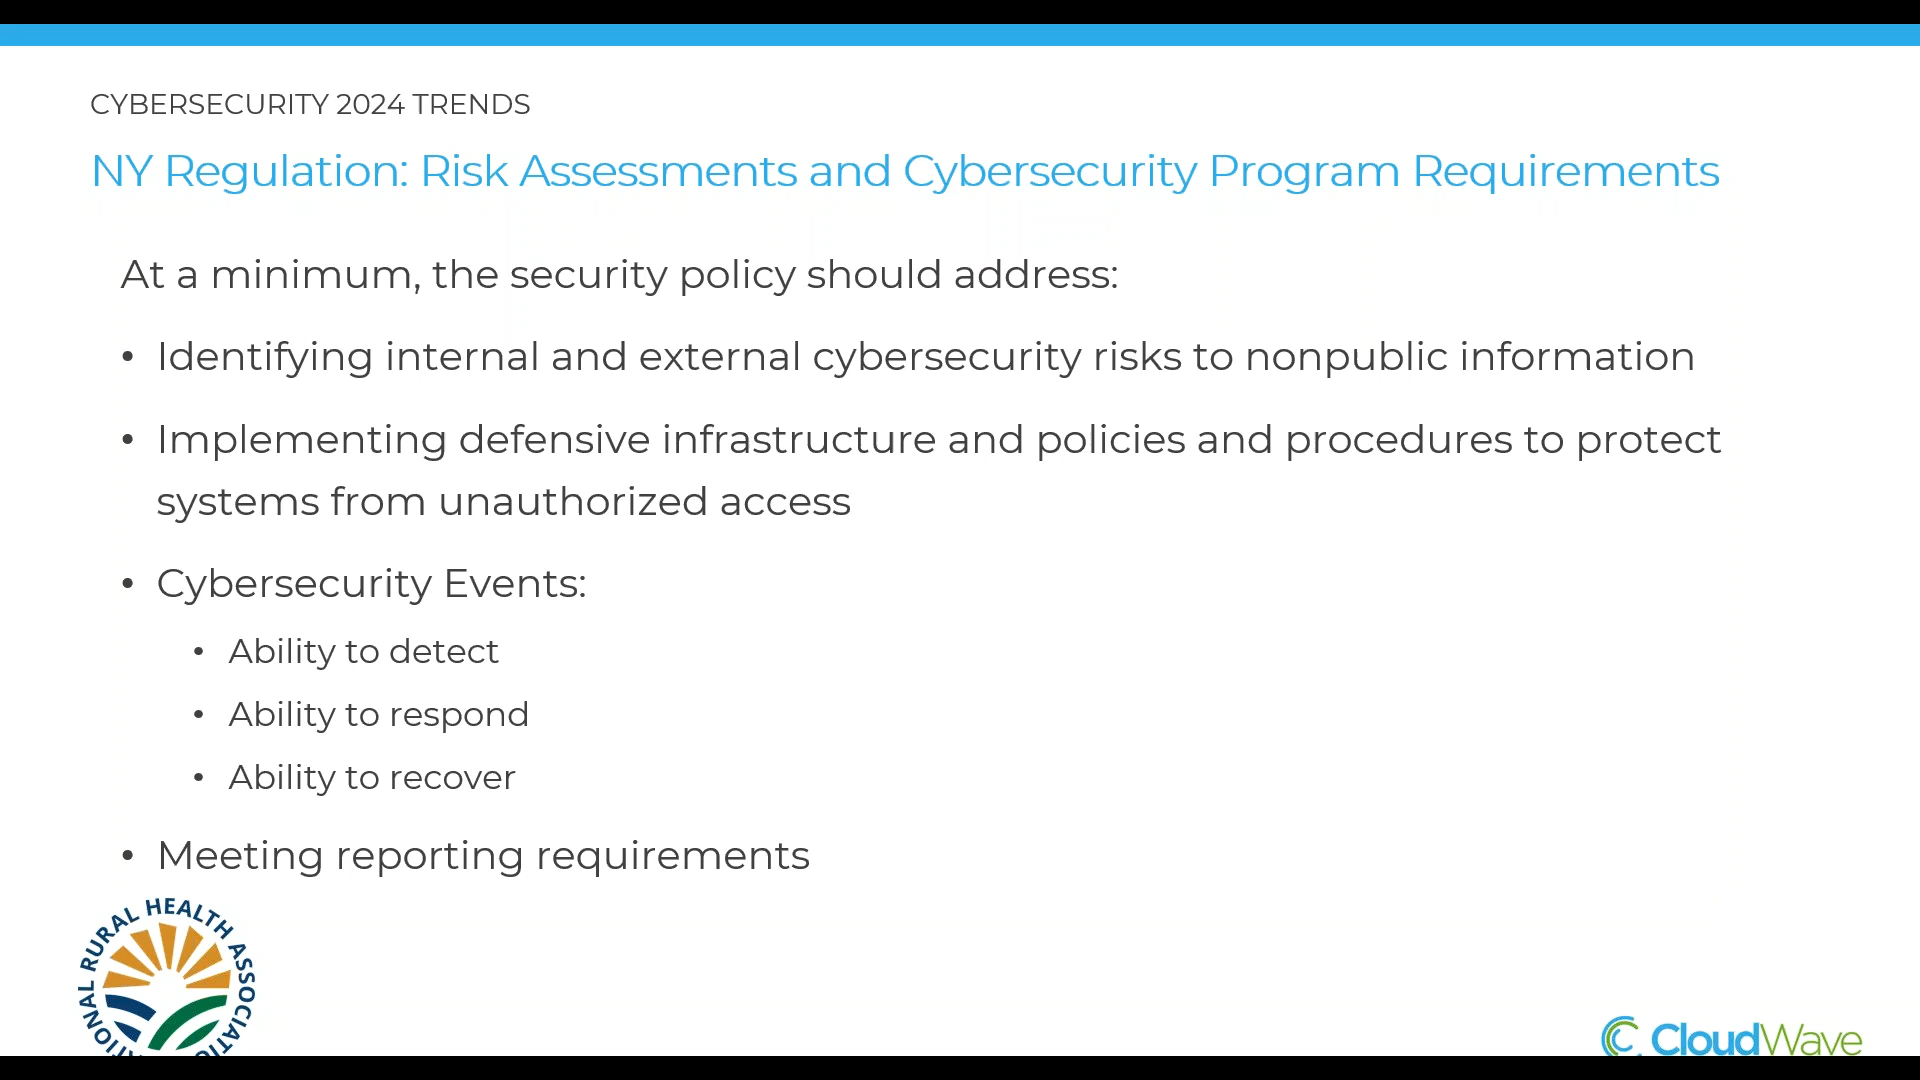 CYBERSECURITY 2024 TRENDS
NY Regulation: Risk Assessments and Cybersecurity Program Requirements
At a minimum, the security policy should address:
• Identifying internal and external cybersecurity risks to nonpublic information
• Implementing defensive infrastructure and policies and procedures to protect
systems from unauthorized access
• Cybersecurity Events:
• Ability to detect
• Ability to respond
• Ability to recover
• Meeting reporting requirements
NATIONAL RURAL HEALTH ASSOCIATION
CloudWave